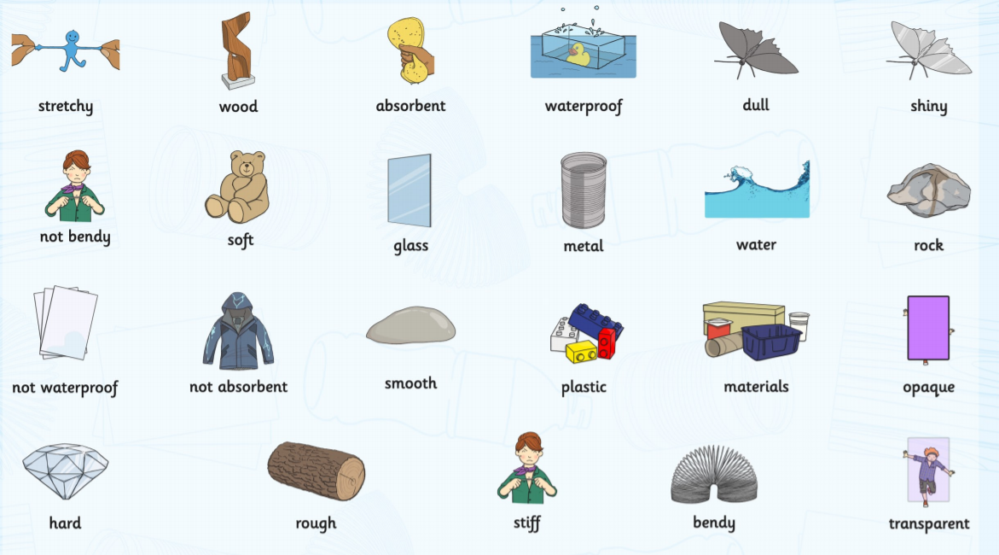 stretchy
wood
absorbent
waterproof
dull
shiny
not bendy
soft
glass
metal
water
rock
not waterproof
not absorbent
smooth
plastic
materials
opaque
hard
rough
stiff
bendy
transparent